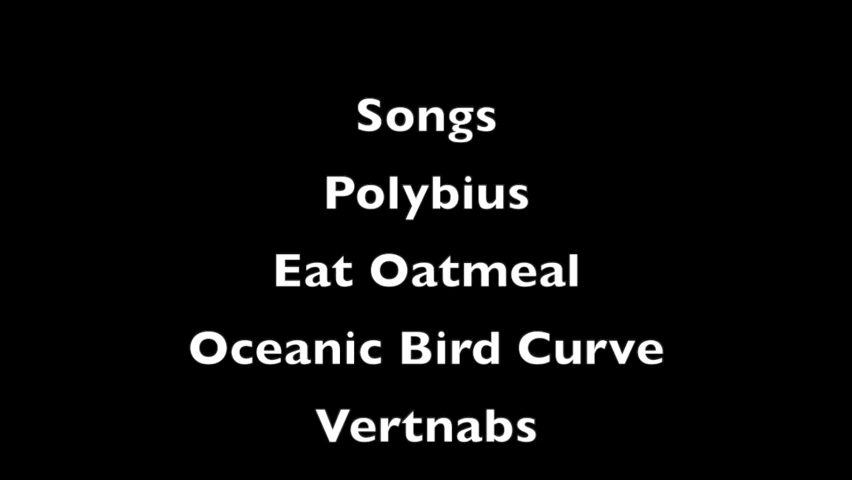 Songs
Polybius
Eat Oatmeal
Oceanic Bird Curve
Vertnabs